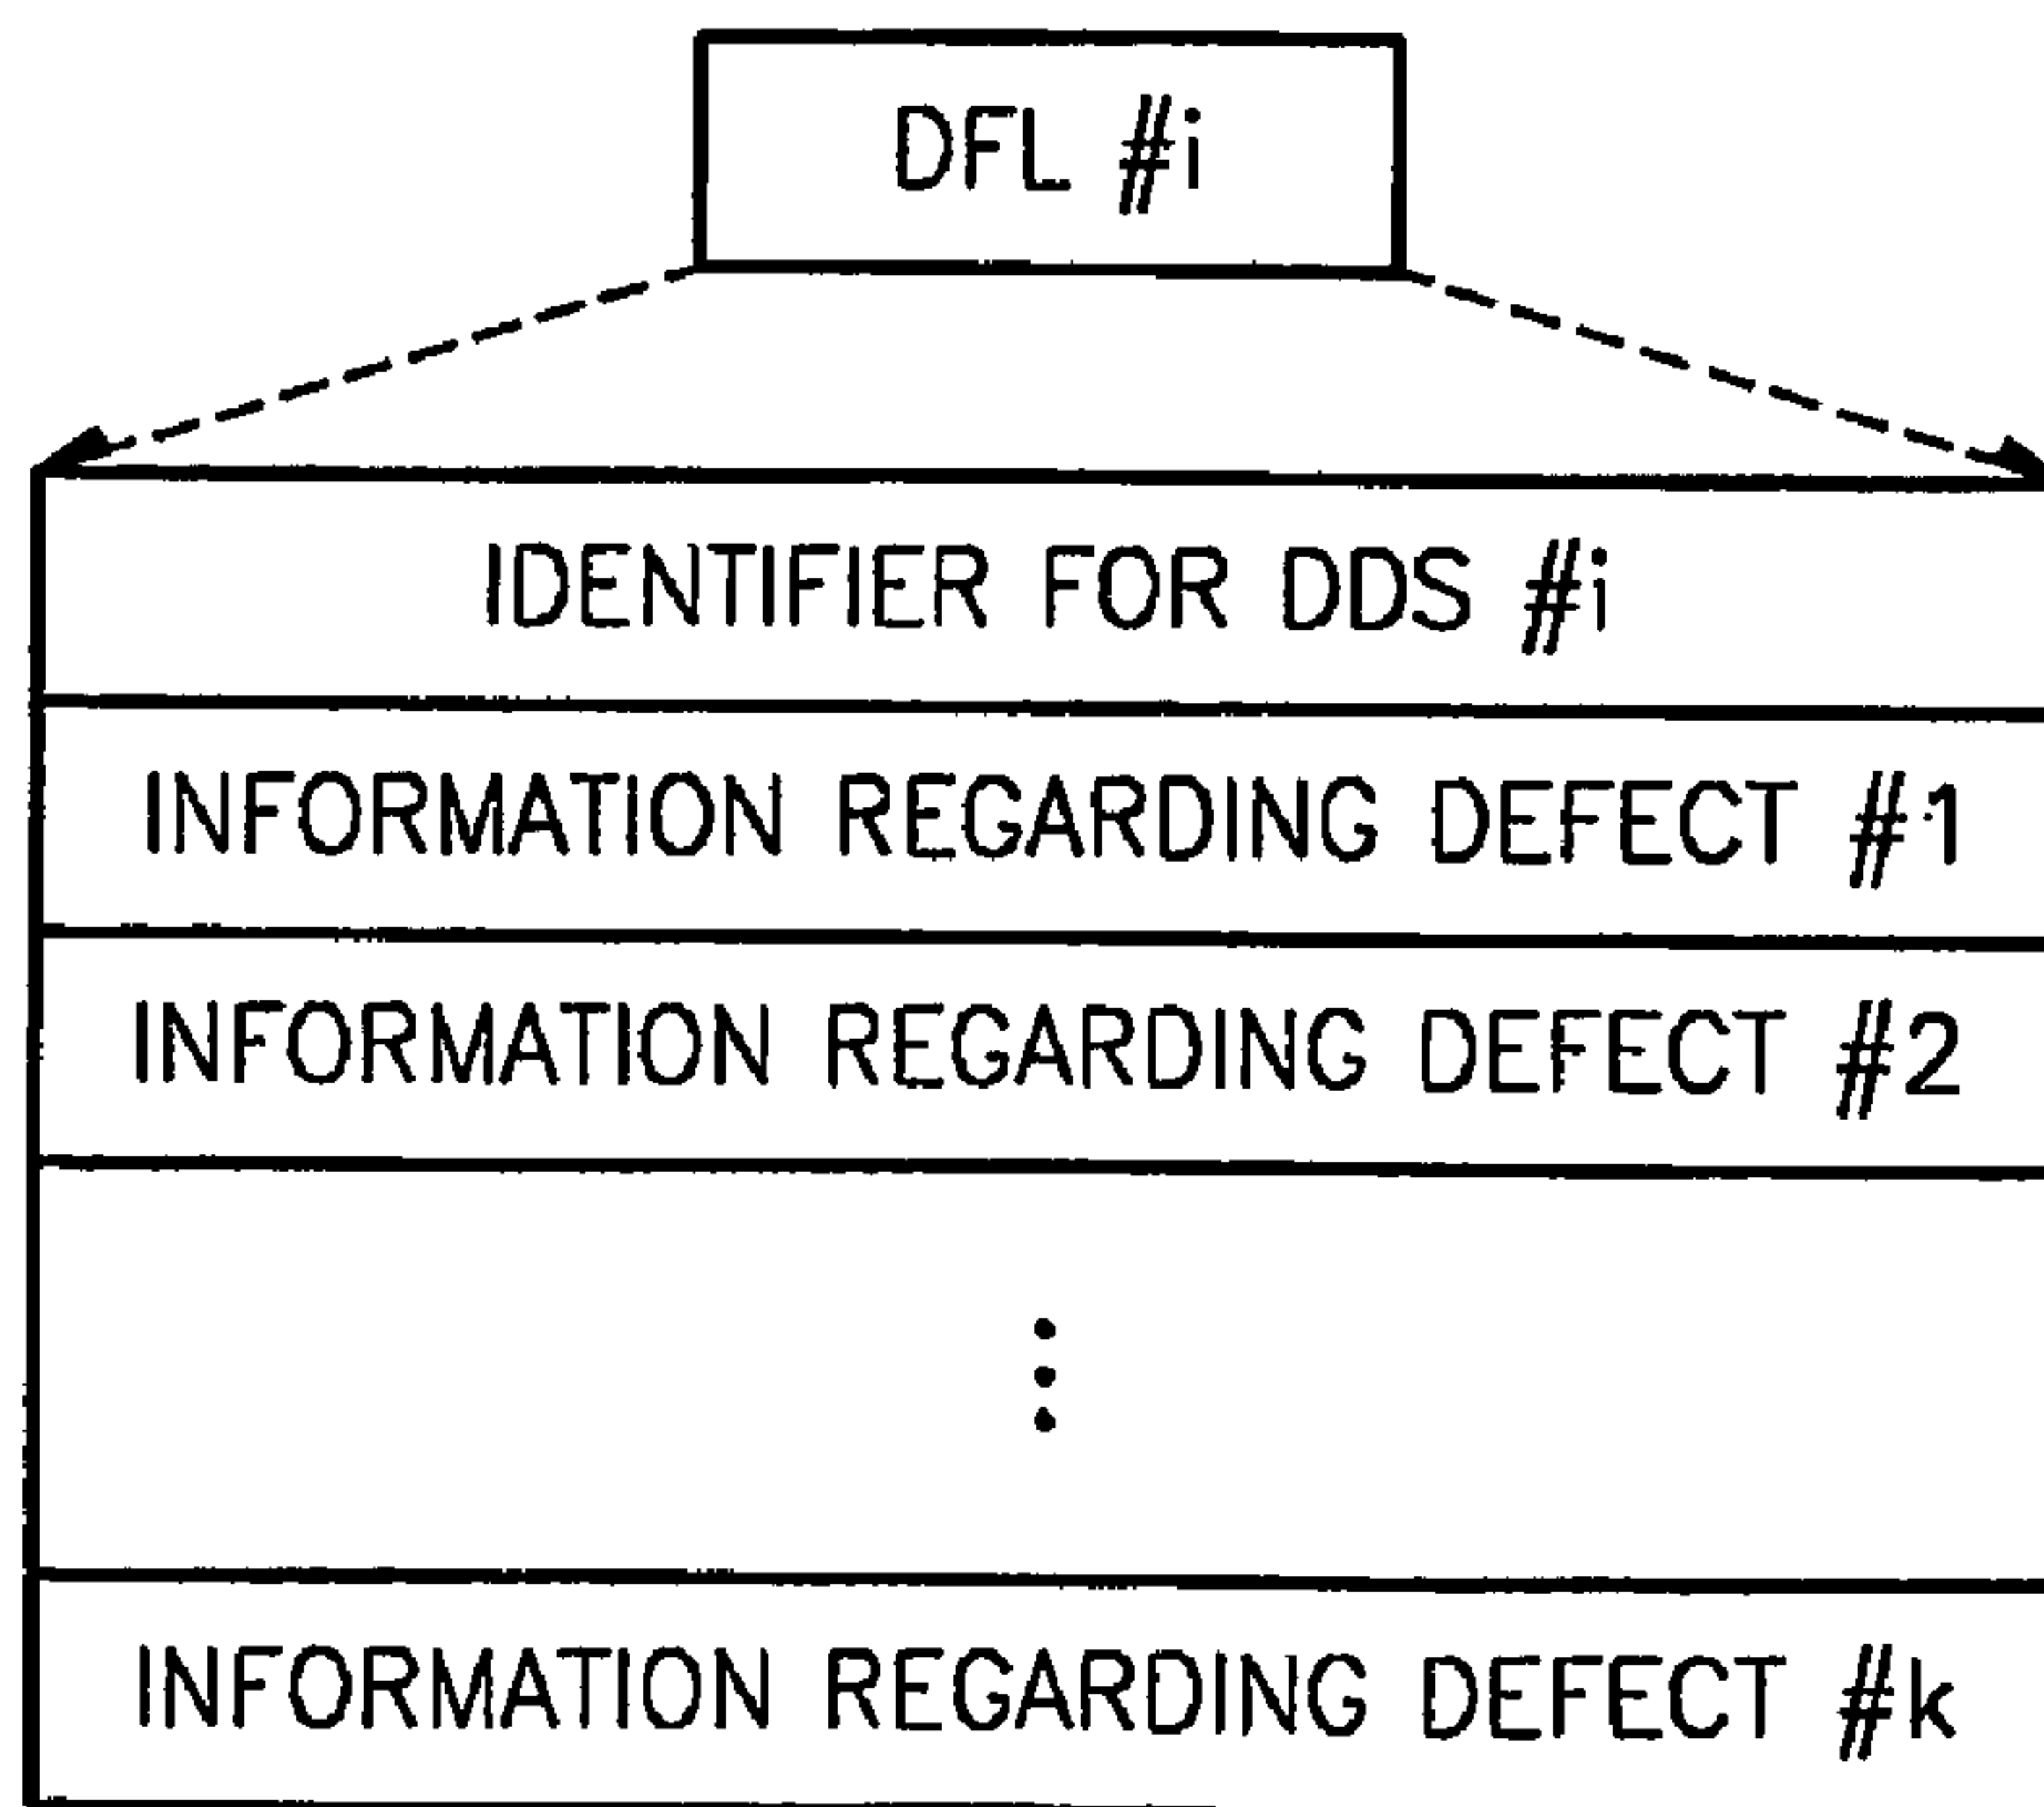 DFL #i
IDENTIFIER FOR DDS #i
INFORMATION REGARDING DEFECT #1
INFORMATION REGARDING DEFECT #2
INFORMATION REGARDING DEFECT #k